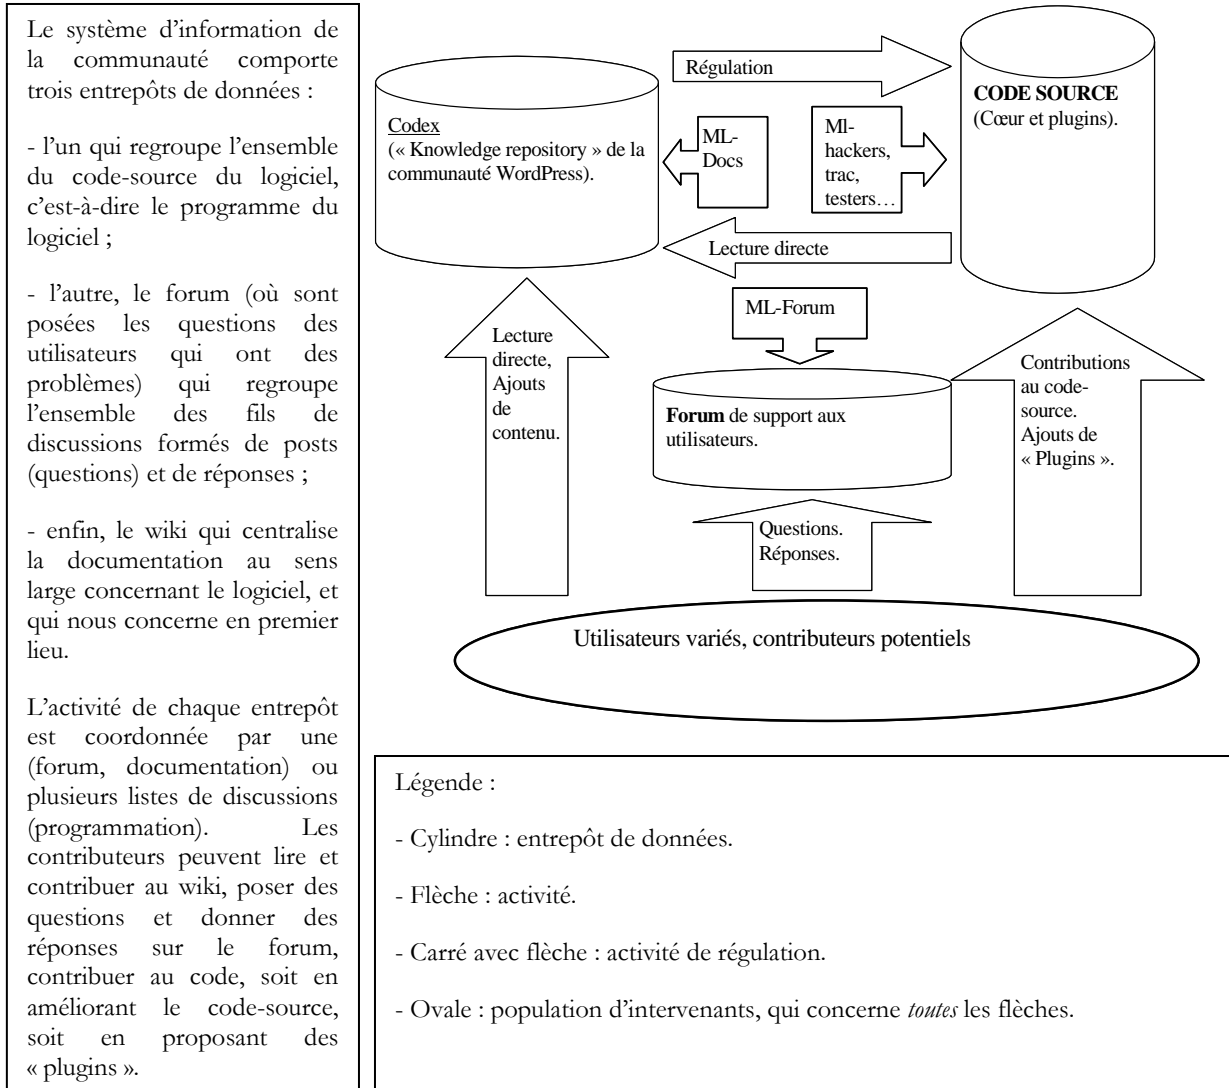 Le système d’information de
la communauté comporte
trois entrepôts de données :
- l’un qui regroupe l’ensemble
du code-source du logiciel,
c’est-à-dire le programme du
logiciel ;
- l’autre, le forum (où sont
posées les questions des
utilisateurs qui ont des
problèmes) qui regroupe
l’ensemble des fils de
discussions formés de posts
(questions) et de réponses ;
- enfin, le wiki qui centralise
la documentation au sens
large concernant le logiciel, et
qui nous concerne en premier
lieu.
L’activité de chaque entrepôt
est coordonnée par une
(forum, documentation) ou
plusieurs listes de discussions
(programmation). Les
contributeurs peuvent lire et
contribuer au wiki, poser des
questions et donner des
réponses sur le forum,
contribuer au code, soit en
améliorant le code-source,
soit en proposant des
« plugins ».
Régulation
CODE SOURCE
(Cœur et plugins).
Codex
(« Knowledge repository » de la
communauté WordPress).
ML-
Docs
Ml-
hackers,
trac,
testers…
Lecture directe
ML-Forum
Lecture
directe,
Ajouts
de
contenu.
Forum de support aux
utilisateurs.
Contributions
au code-
source.
Ajouts de
« Plugins ».
Questions.
Réponses.
Utilisateurs variés, contributeurs potentiels
Légende :
- Cylindre : entrepôt de données.
- Flèche : activité.
- Carré avec flèche : activité de régulation.
- Ovale : population d’intervenants, qui concerne toutes les flèches.